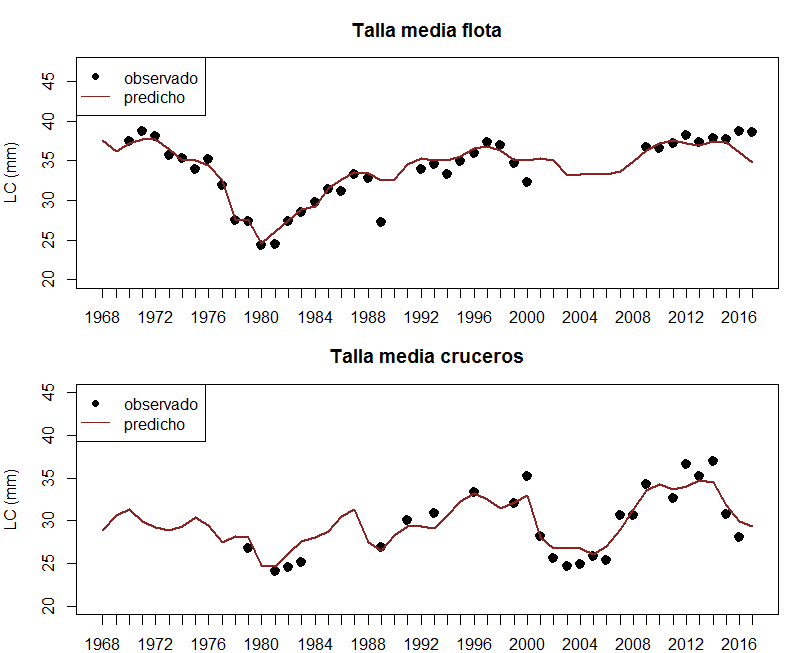 Talla media flota
observado
predicho
LC (mm)
45
40
35
30
25
20
1968 1972 1976 1980 1984 1988 1992 1996 2000 2004 2008 2012 2016
Talla media cruceros
observado
predicho
LC (mm)
45
40
35
30
25
20
1968 1972 1976 1980 1984 1988 1992 1996 2000 2004 2008 2012 2016